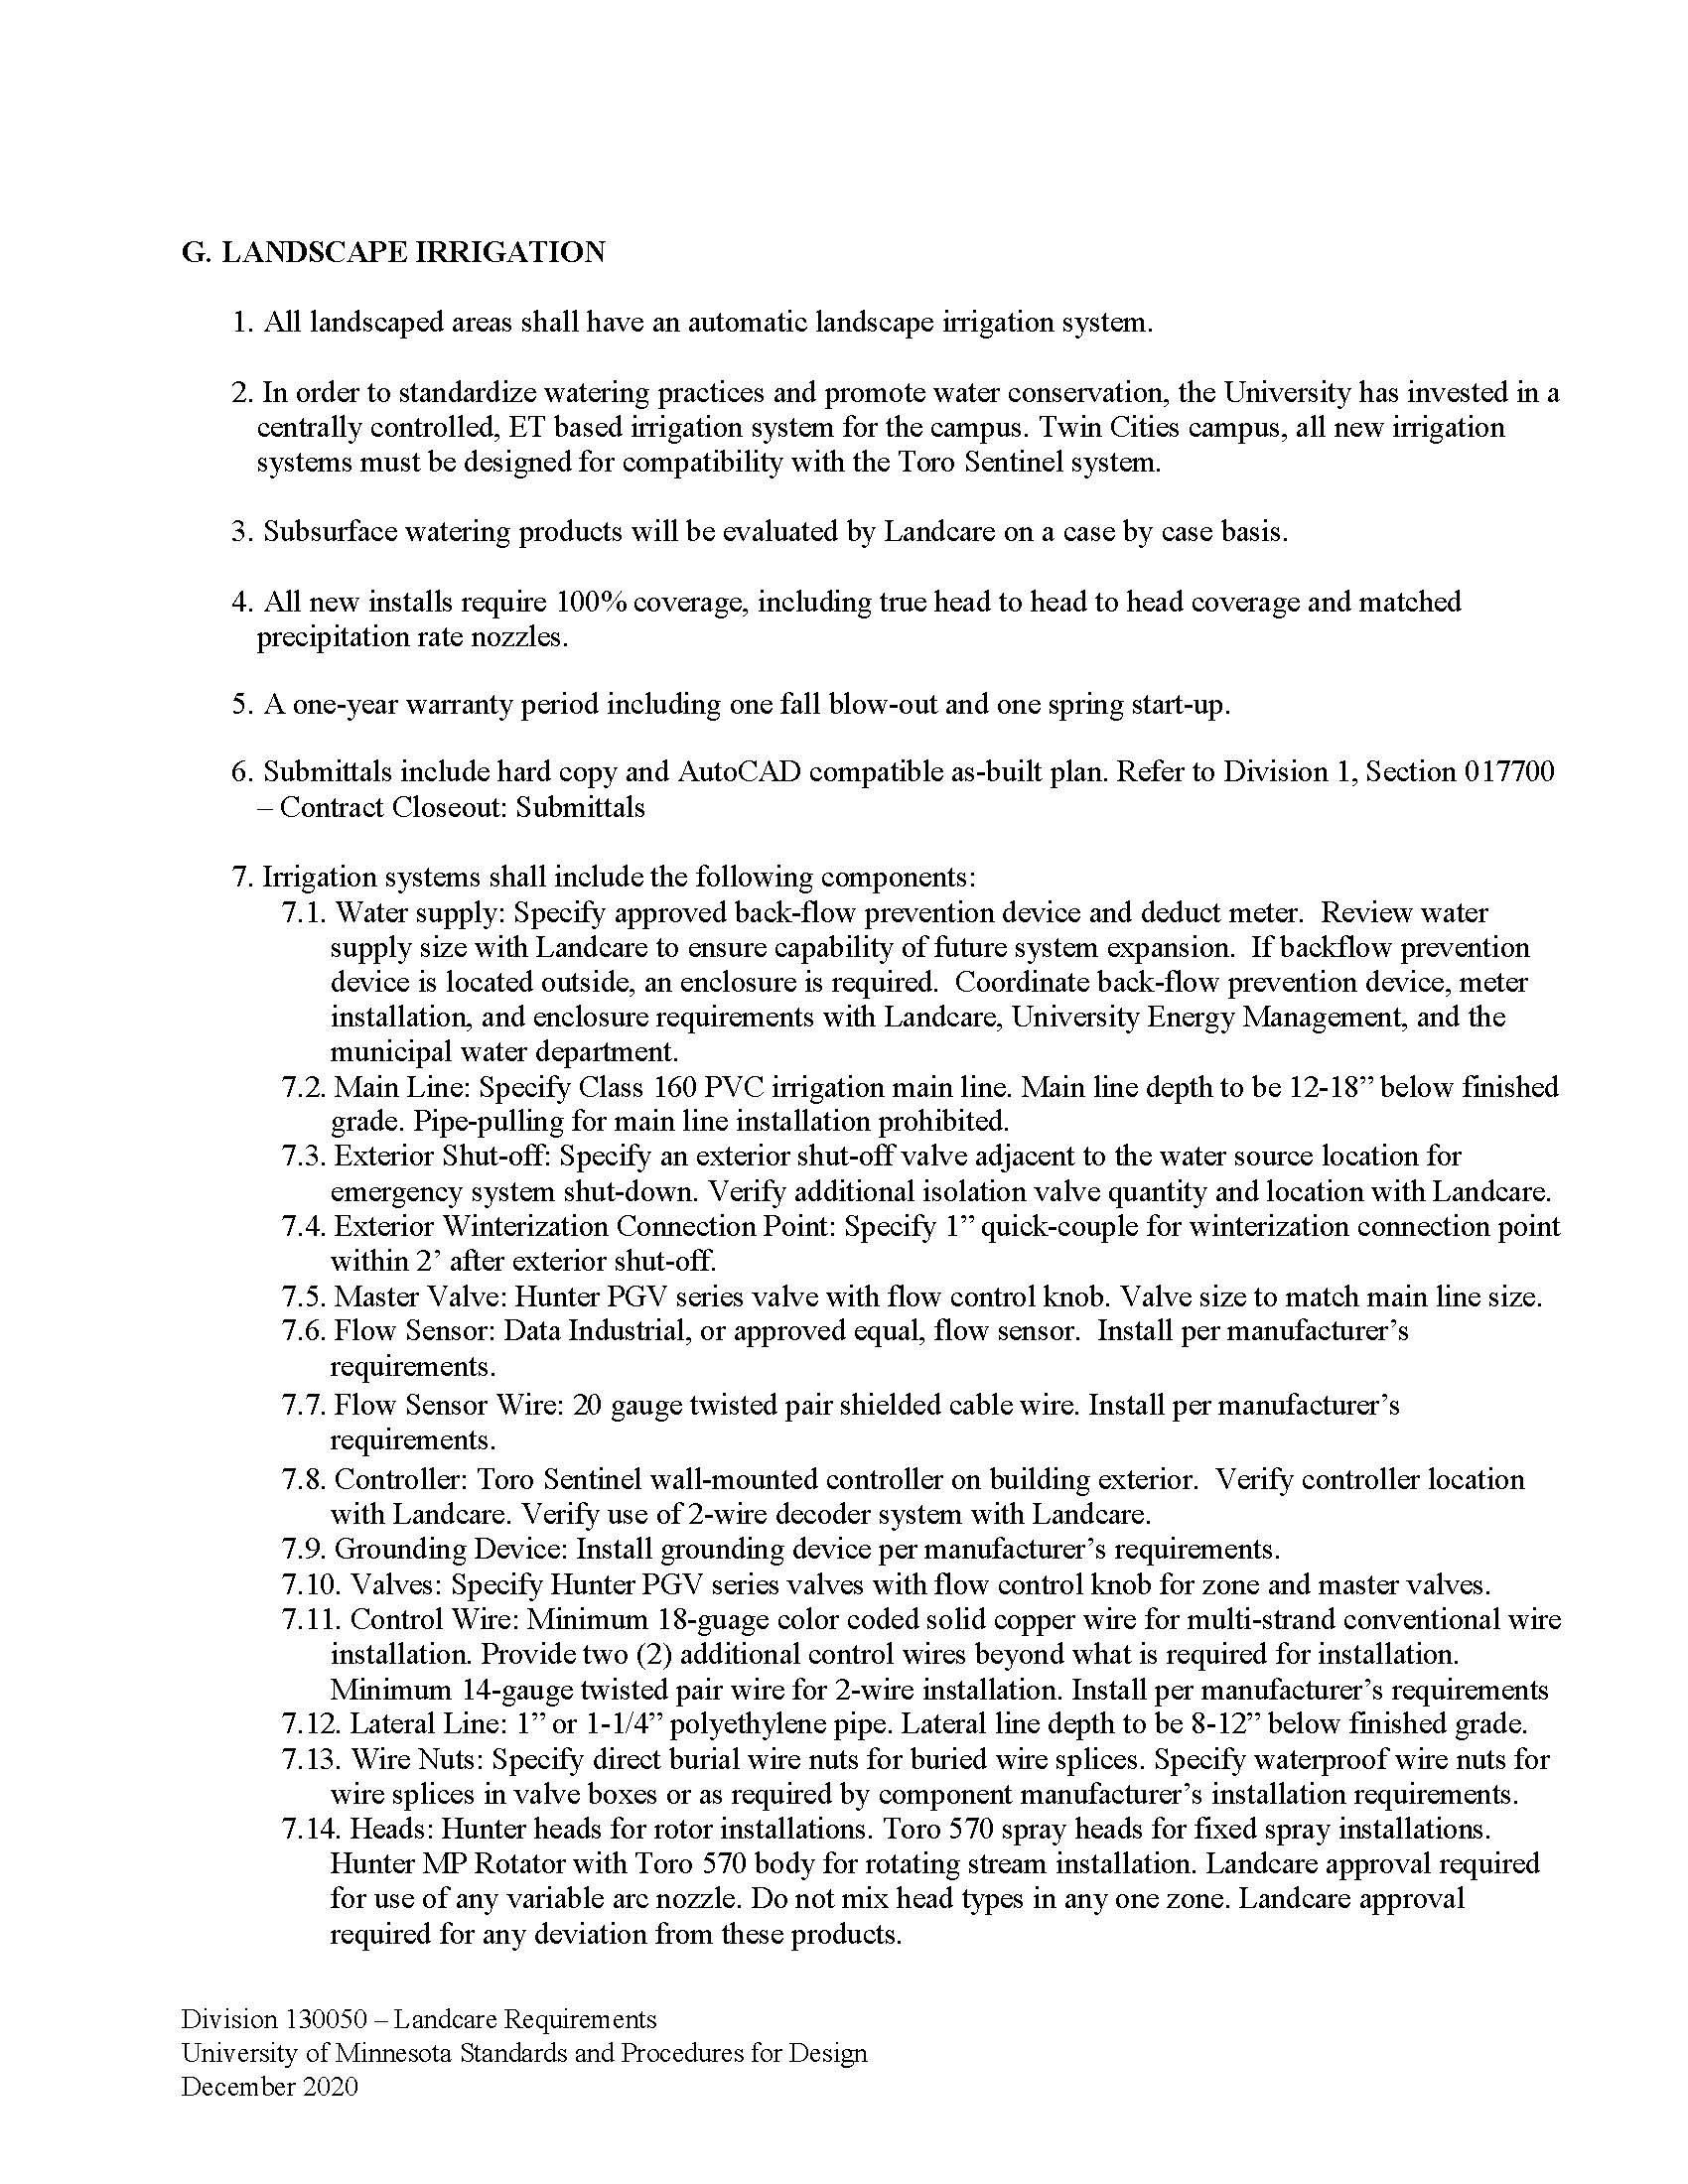 G. LANDSCAPE IRRIGATION
1. All landscaped areas shall have an automatic landscape irrigation system.
2. In order to standardize watering practices and promote water conservation, the University has invested in a
centrally controlled, ET based irrigation system for the campus. Twin Cities campus, all new irrigation
systems must be designed for compatibility with the Toro Sentinel system.
3. Subsurface watering products will be evaluated by Landcare on a case by case basis.
4. All new installs require 100% coverage, including true head to head to head coverage and matched
precipitation rate nozzles.
5. A one-year warranty period including one fall blow-out and one spring start-up.
6. Submittals include hard copy and AutoCAD compatible as-built plan. Refer to Division 1, Section 017700
– Contract Closeout: Submittals
7. Irrigation systems shall include the following components:
7.1. Water supply: Specify approved back-flow prevention device and deduct meter.  Review water
supply size with Landcare to ensure capability of future system expansion.  If backflow prevention
device is located outside, an enclosure is required.  Coordinate back-flow prevention device, meter
installation, and enclosure requirements with Landcare, University Energy Management, and the
municipal water department.
7.2. Main Line: Specify Class 160 PVC irrigation main line. Main line depth to be 12-18” below finished
grade. Pipe-pulling for main line installation prohibited.
7.3. Exterior Shut-off: Specify an exterior shut-off valve adjacent to the water source location for
emergency system shut-down. Verify additional isolation valve quantity and location with Landcare.
7.4. Exterior Winterization Connection Point: Specify 1” quick-couple for winterization connection point
within 2’ after exterior shut-off.
7.5. Master Valve: Hunter PGV series valve with flow control knob. Valve size to match main line size.
7.6. Flow Sensor: Data Industrial, or approved equal, flow sensor.  Install per manufacturer’s
requirements.
7.7. Flow Sensor Wire: 20 gauge twisted pair shielded cable wire. Install per manufacturer’s
requirements.
7.8. Controller: Toro Sentinel wall-mounted controller on building exterior.  Verify controller location
with Landcare. Verify use of 2-wire decoder system with Landcare.
7.9. Grounding Device: Install grounding device per manufacturer’s requirements.
7.10. Valves: Specify Hunter PGV series valves with flow control knob for zone and master valves.
7.11. Control Wire: Minimum 18-guage color coded solid copper wire for multi-strand conventional wire
installation. Provide two (2) additional control wires beyond what is required for installation.
Minimum 14-gauge twisted pair wire for 2-wire installation. Install per manufacturer’s requirements
7.12. Lateral Line: 1” or 1-1/4” polyethylene pipe. Lateral line depth to be 8-12” below finished grade.
7.13. Wire Nuts: Specify direct burial wire nuts for buried wire splices. Specify waterproof wire nuts for
wire splices in valve boxes or as required by component manufacturer’s installation requirements.
7.14. Heads: Hunter heads for rotor installations. Toro 570 spray heads for fixed spray installations.
Hunter MP Rotator with Toro 570 body for rotating stream installation. Landcare approval required
for use of any variable arc nozzle. Do not mix head types in any one zone. Landcare approval
required for any deviation from these products.
Division 130050 – Landcare Requirements
University of Minnesota Standards and Procedures for Design
December 2020